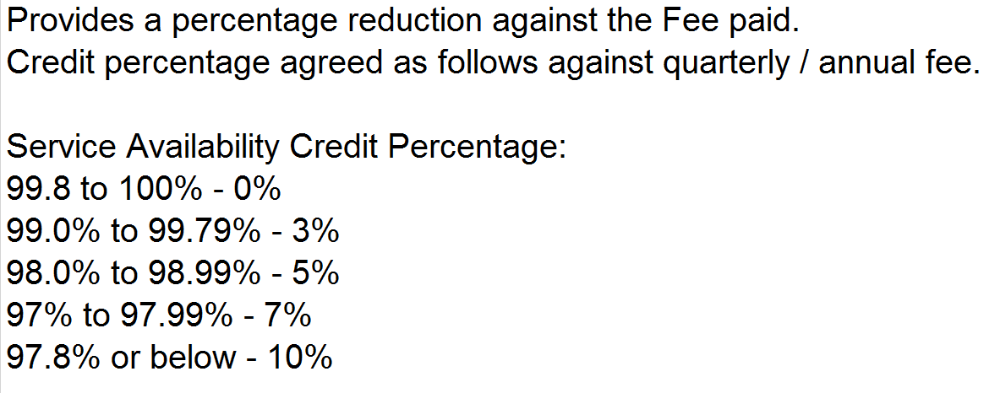 Provides a percentage reduction against the Fee paid.
Credit percentage agreed as follows against quarterly / annual fee.
Service Availability Credit Percentage:
99.8 to 100% - 0%
99.0% to 99.79% - 3%
98.0% to 98.99% - 5%
97% to 97.99% - 7%
97.8% or below - 10%